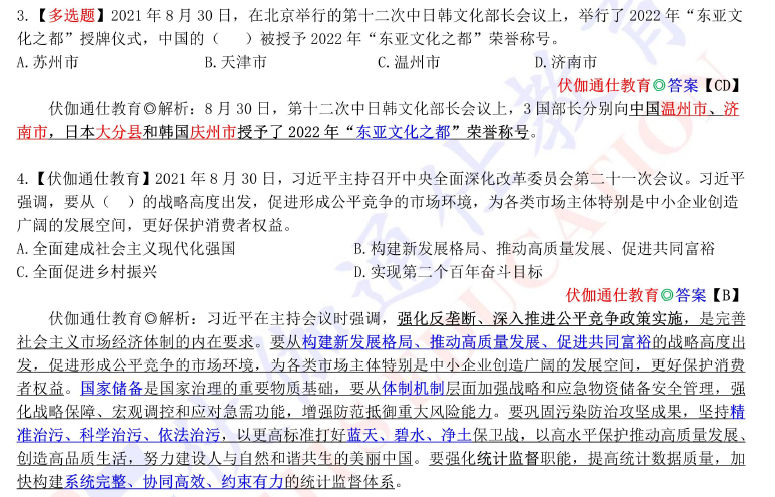 3.【多选题】2021年8月30日，在北京举行的第十二次中日韩文化部长会议上，举行了2022年“东亚文
化之都”授牌仪式，中国的（　）被授予2022年“东亚文化之都”荣誉称号。
A.苏州市 B.天津市 C.温州市 D.济南市
伏伽通仕教育◎答案【CD】
伏伽通仕教育◎解析：8月30日，第十二次中日韩文化部长会议上，3国部长分别向中国温州市、济
南市，日本大分县和韩国庆州市授予了2022年“东亚文化之都”荣誉称号。
4.【伏伽通仕教育】2021年8月30日，习近平主持召开中央全面深化改革委员会第二十一次会议。习近平
强调，要从（　）的战略高度出发，促进形成公平竞争的市场环境，为各类市场主体特别是中小企业创造
广阔的发展空间，更好保护消费者权益。
A.全面建成社会主义现代化强国 B.构建新发展格局、推动高质量发展、促进共同富裕
C.全面促进乡村振兴 D.实现第二个百年奋斗目标
伏伽通仕教育◎答案【B】
伏伽通仕教育◎解析：习近平在主持会议时强调，强化反垄断、深入推进公平竞争政策实施，是完善
社会主义市场经济体制的内在要求。要从构建新发展格局、推动高质量发展、促进共同富裕的战略高度出
发，促进形成公平竞争的市场环境，为各类市场主体特别是中小企业创造广阔的发展空间，更好保护消费
者权益。国家储备是国家治理的重要物质基础，要从体制机制层面加强战略和应急物资储备安全管理，强
化战略保障、宏观调控和应对急需功能，增强防范抵御重大风险能力。要巩固污染防治攻坚成果，坚持精
准治污、科学治污、依法治污，以更高标准打好蓝天、碧水、净土保卫战，以高水平保护推动高质量发展、
创造高品质生活，努力建设人与自然和谐共生的美丽中国。要强化统计监督职能，提高统计数据质量，加
快构建系统完整、协同高效、约束有力的统计监督体系。